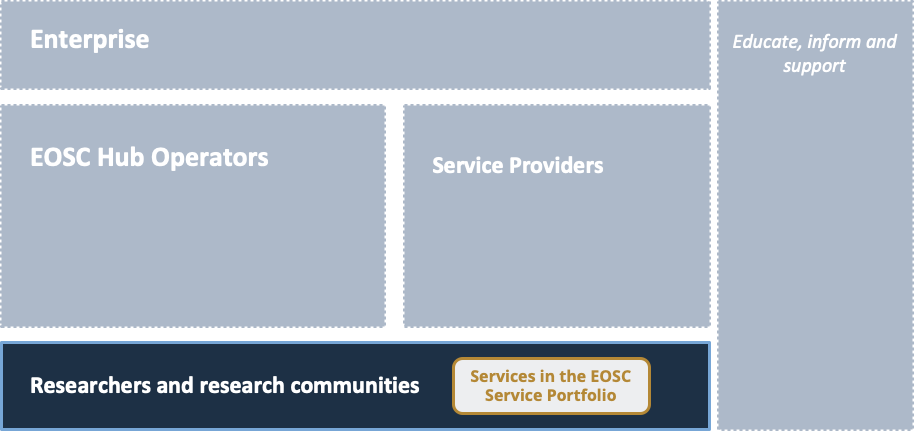 Enterprise
Educate, inform and
support
EOSC Hub Operators
Service Providers
Researchers and research communities
Services in the EOSC
Service Portfolio